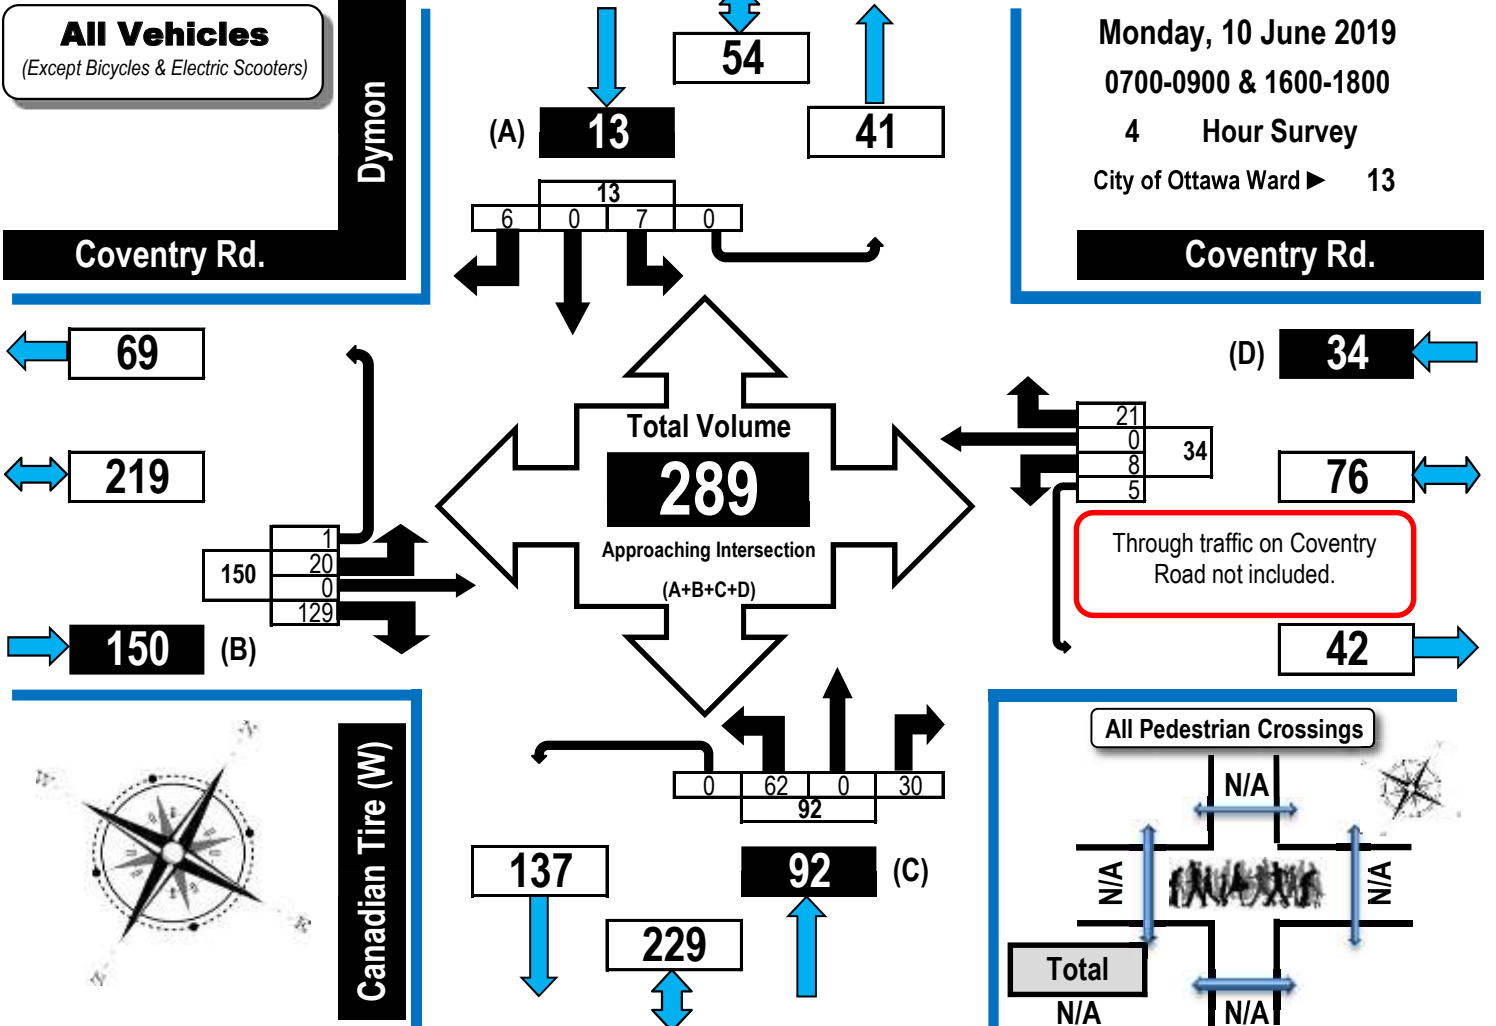 All Vehicles
(Except Bicycles & Electric Scooters)
Dymon
Coventry Rd.
54
(A) 13
41
13
6 0 7 0
Monday, 10 June 2019
0700-0900 & 1600-1800
4 Hour Survey
City of Ottawa Ward ► 13
Coventry Rd.
69
219
150
1
20
0
129
150 (B)
Total Volume
289
Approaching Intersection
(A+B+C+D)
(D) 34
21
0
8
5
34
76
Through traffic on Coventry
Road not included.
42
Canadian Tire (W)
0 62 0 30
92
137
92 (C)
229
All Pedestrian Crossings
N/A
N/A
N/A
Total
N/A
N/A